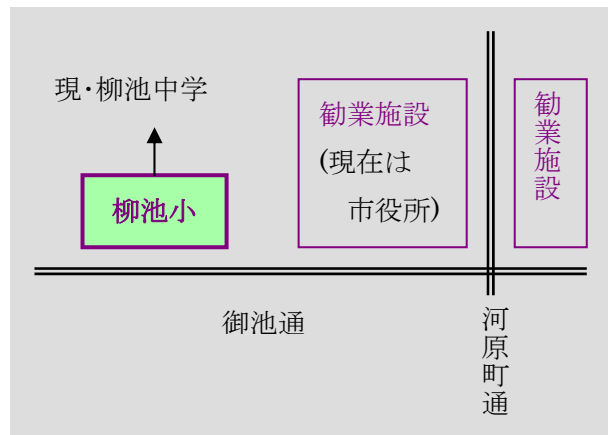 現・柳池中学
柳池小
勧業施設
(現在は
市役所)
勧業施設
御池通
河原町通